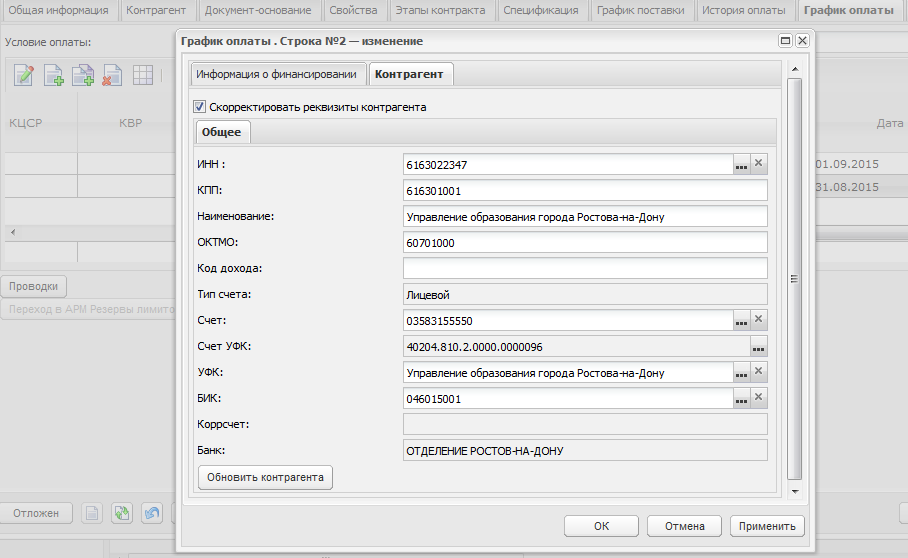 Общая информация Контрагент Документ-основание Свойства Этапы контракта Спецификация График поставки История оплаты График оплаты
Условие оплаты:
График оплаты . Строка №2 — изменение
Информация о финансировании Контрагент
Скорректировать реквизиты контрагента
КЦСР КВР Дата
Общее
ИНН : 6163022347 ... 01.09.2015
КПП: 616301001 31.08.2015
Наименование: Управление образования города Ростова-на-Дону
ОКТМО: 60701000
Код дохода:
Проводки
Тип счета: Лицевой
Переход в АРМ Резервы лимито
Счет: 03583155550 ...
Счет УФК: 40204.810.2.0000.0000096 ...
УФК: Управление образования города Ростова-на-Дону ...
БИК: 046015001 ...
Коррсчет:
Банк: ОТДЕЛЕНИЕ РОСТОВ-НА-ДОНУ
Обновить контрагента
Отложен
ОК Отмена Применить